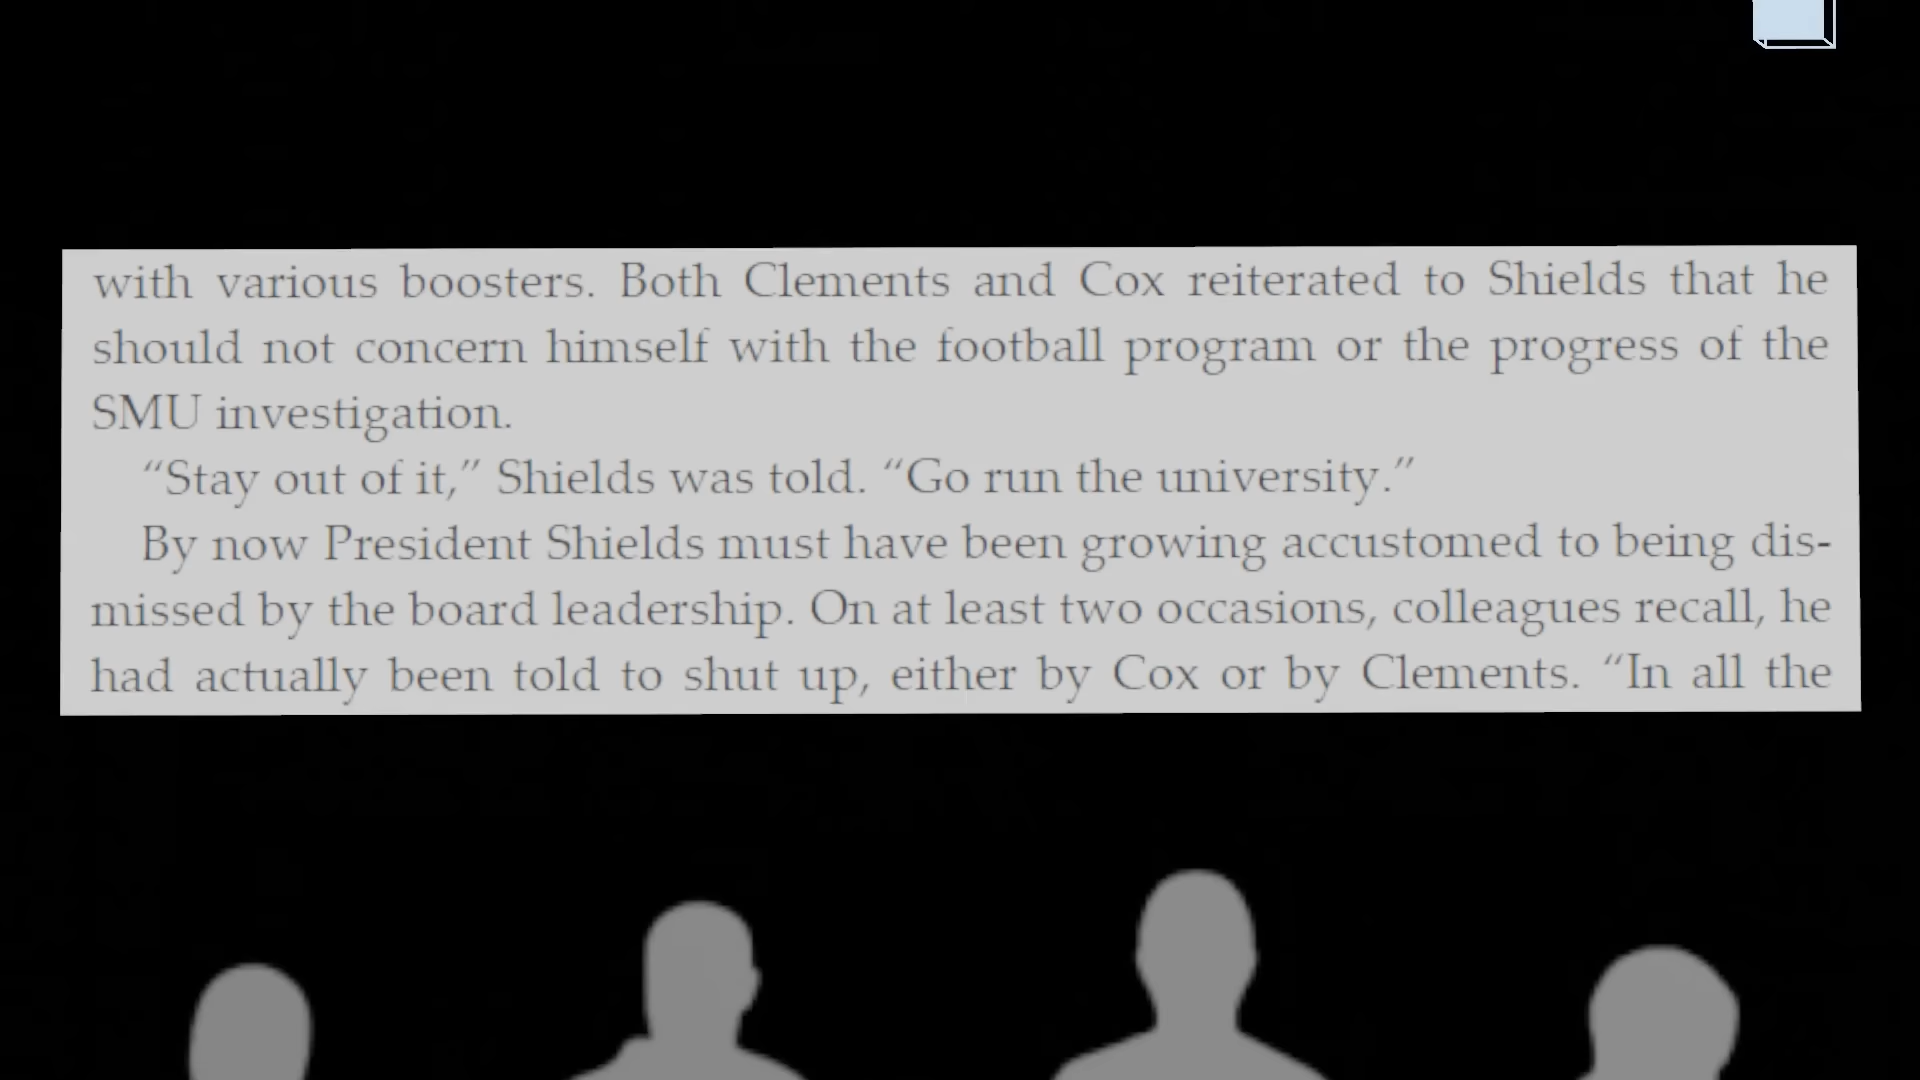 with various boosters. Both Clements and Cox reiterated to Shields that he
should not concern himself with the football program or the progress of the
SMU investigation.
“Stay out of it,” Shields was told. “Go run the university.”
By now President Shields must have been growing accustomed to being dis-
missed by the board leadership. On at least two occasions, colleagues recall, he
had actually been told to shut up, either by Cox or by Clements. “In all the